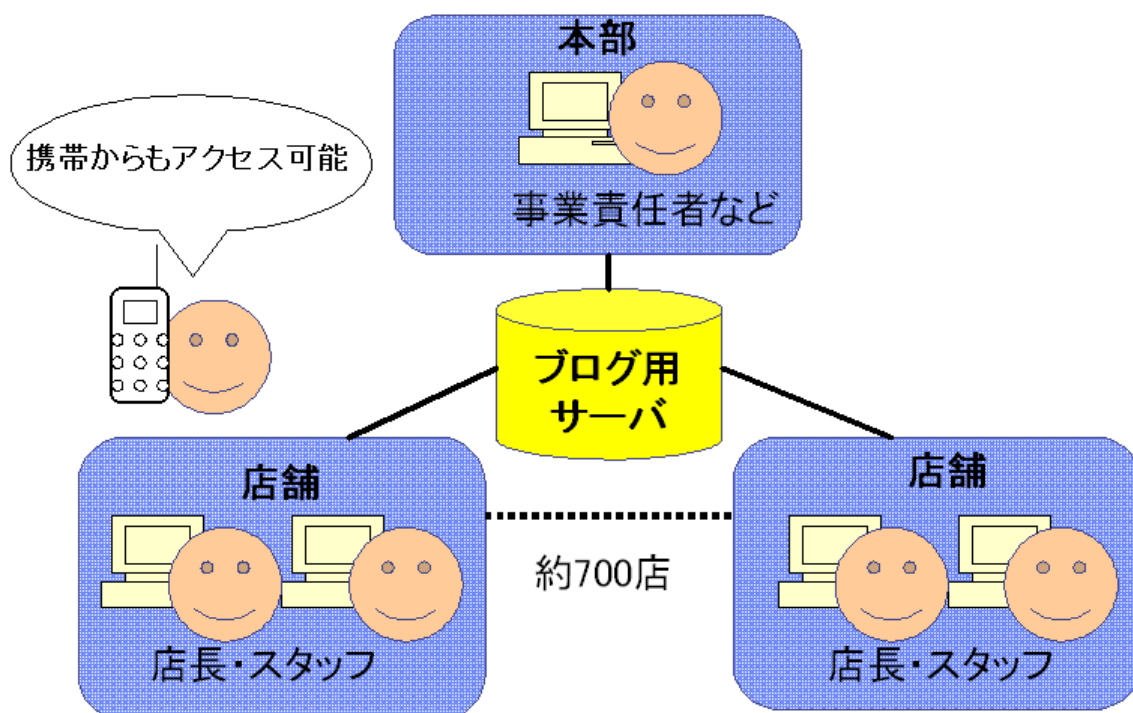 本部
事業責任者など
携帯からもアクセス可能
ブログ用
サーバ
店舗
店長・スタッフ
約700店
店舗
店長・スタッフ